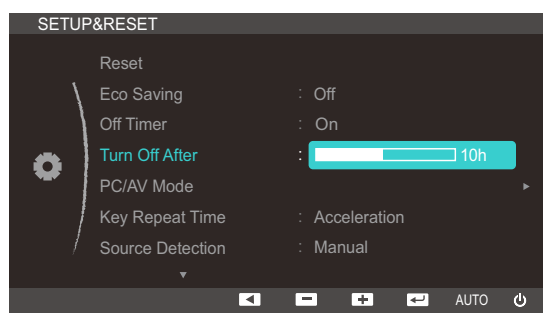 SETUP&RESET
Reset
Eco Saving : Off
Off Timer : On
Turn Off After : 10h
PC/AV Mode
Key Repeat Time : Acceleration
Source Detection : Manual
AUTO